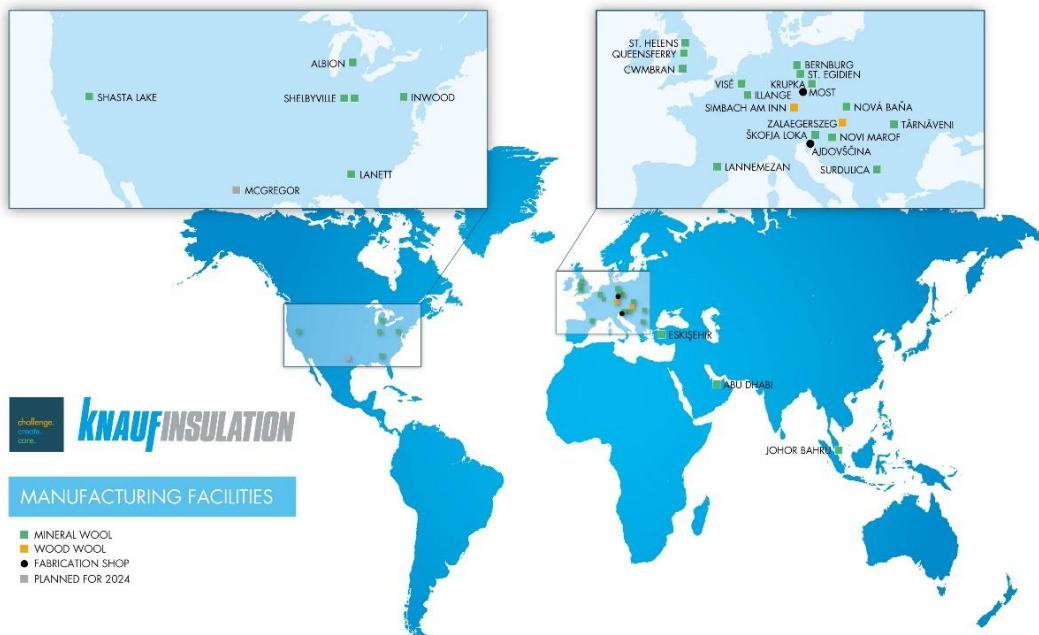 ALBION
SHASTA LAKE
SHELBYVILLE
INWOOD
LANETT
MCGREGOR
ST. HELENS
QUEENSFERRY
CWMBRAN
BERNBURG
ST. EGIDIEN
VISÉ
KRUPKA
ILLANGE
MOST
SIMBACH AM INN
NOVÁ BAŇA
ZALAEGERSZEG
TÂRNĂVENI
ŠKOFJA LOKA
NOVI MAROF
AJDOVŠČINA
LANNEMEZAN
SURDULICA
ESKIŞEHIR
ABU DHABI
JOHOR BAHRU
challenge.
create.
care.
KNAUFINSULATION
MANUFACTURING FACILITIES
MINERAL WOOL
WOOD WOOL
FABRICATION SHOP
PLANNED FOR 2024